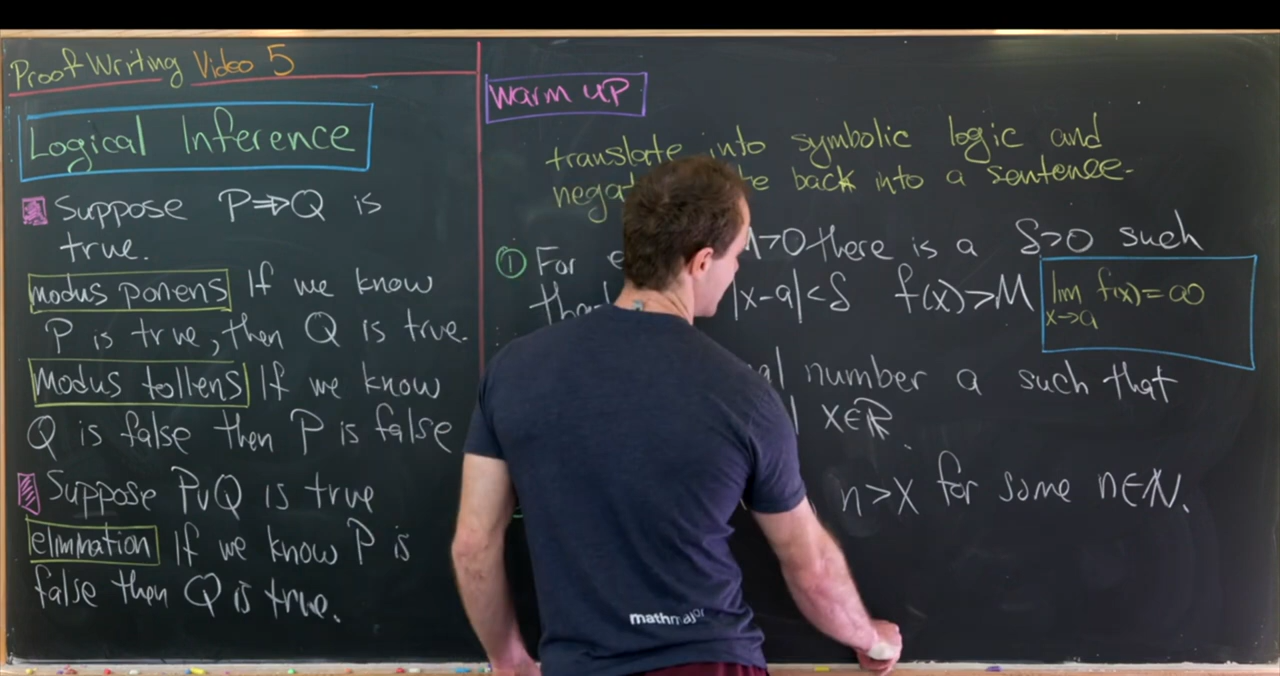 Proof Writing Video 5
Logical Inference
Suppose P⇒Q is
true.
modus ponens If we know
P is true, then Q is true.
Modus tollens If we know
Q is false then P is false
Suppose P∨Q is true
elimination If we know P is
false then Q is true.
warm up
translate into symbolic logic and
back into a sentence.
① For >0 there is a δ>0 such
|x-a|<δ f(x)>M
lim f(x)=∞
x→a
number a such that
x∈ℝ.
n>x for some n∈ℕ.
mathmajor